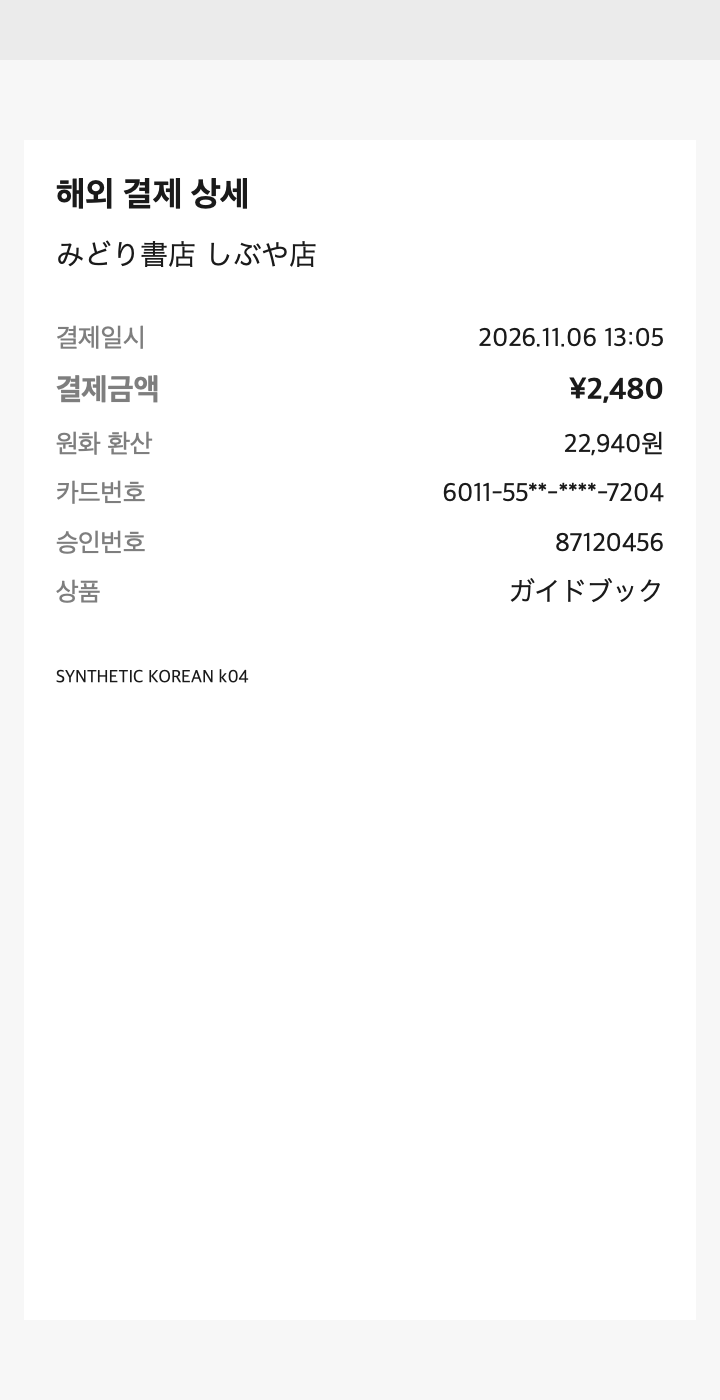 해외 결제 상세
みどり書店 しぶや店
결제일시 2026.11.06 13:05
결제금액 ¥2,480
원화 환산 22,940원
카드번호 6011-55**-****-7204
승인번호 87120456
상품 ガイドブック
SYNTHETIC KOREAN k04